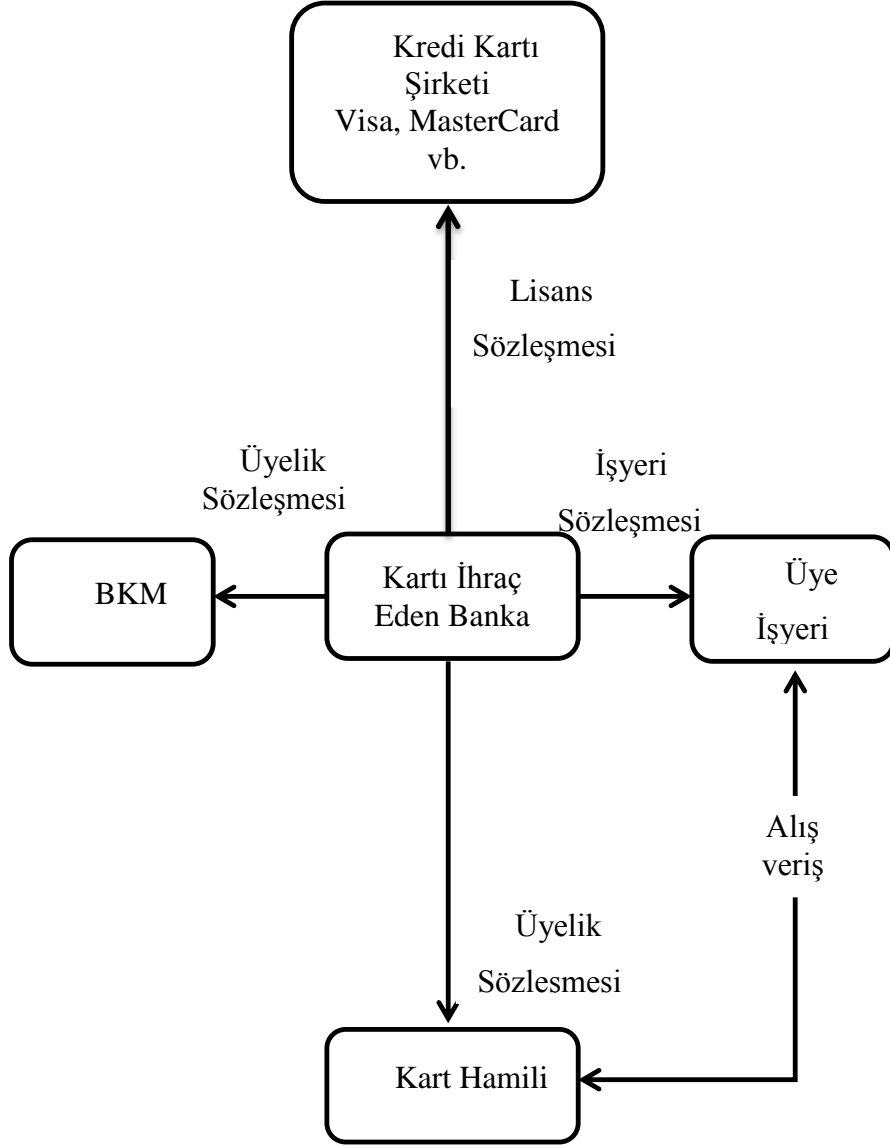 Kredi Kartı
Şirketi
Visa, MasterCard
vb.
Lisans
Sözleşmesi
Üyelik
Sözleşmesi
İşyeri
Sözleşmesi
BKM
Kartı İhraç
Eden Banka
Üye
İşyeri
Alış
veriş
Üyelik
Sözlesmesi
Kart Hamili